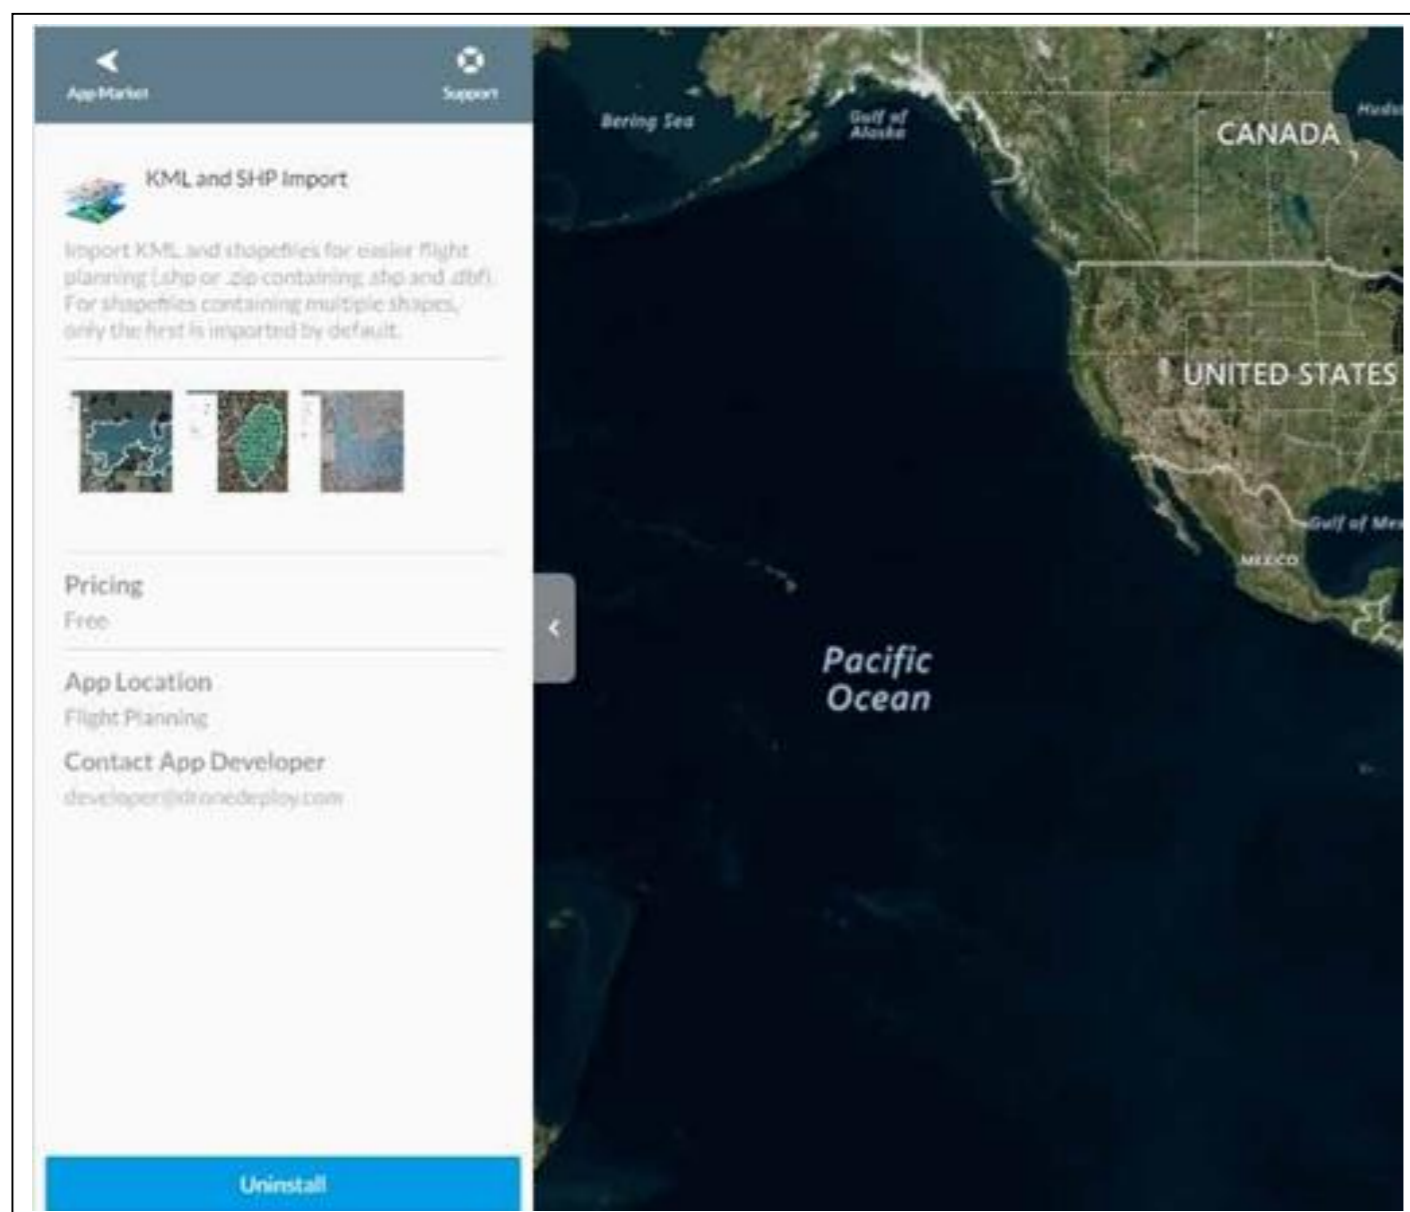 App Market
Support
KML and SHP Import
Import KML and shapefiles for easier flight
planning (.shp or .zip containing .shp and .dbf).
For shapefiles containing multiple shapes,
only the first is imported by default.
Pricing
Free
App Location
Flight Planning
Contact App Developer
developer@dronedeploy.com
Uninstall
Bering Sea
Gulf of
Alaska
CANADA
UNITED STATES
Gulf of Mex
MEXICO
Pacific
Ocean